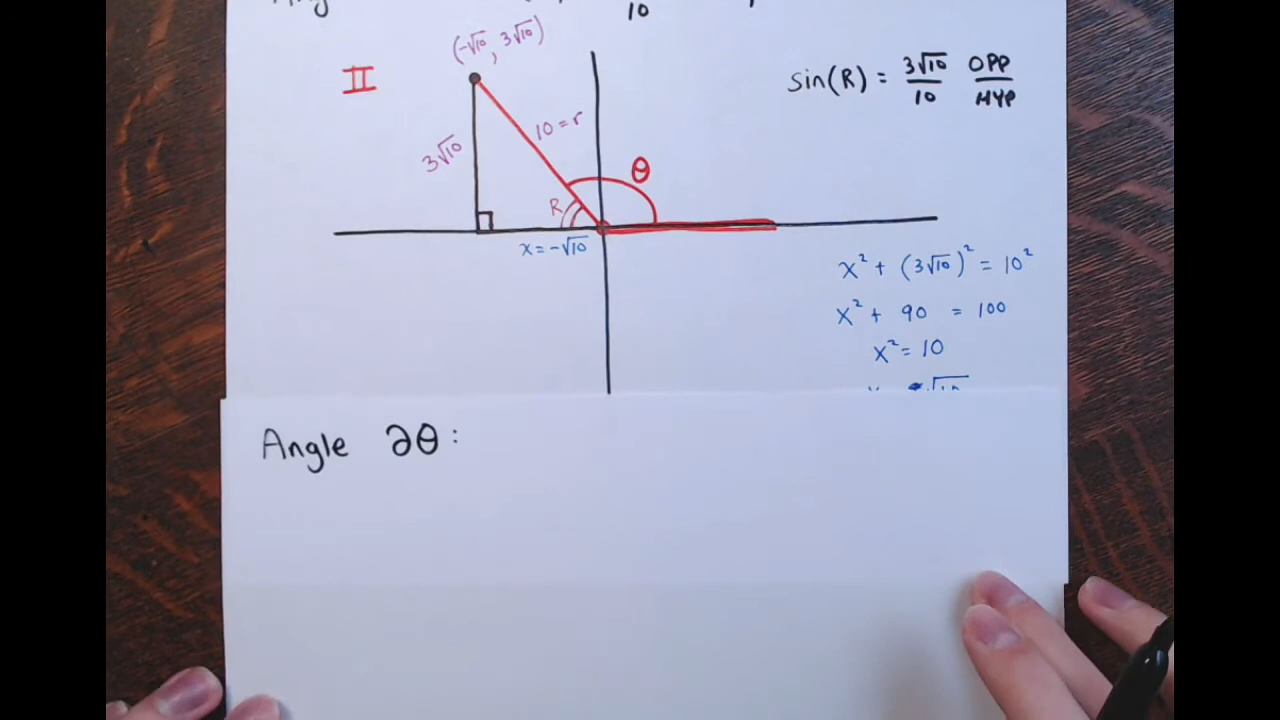 10
(-√10, 3√10)
II
sin(R) = 3√10/10 OPP/HYP
3√10
10 = r
θ
R
x = -√10
x² + (3√10)² = 10²
x² + 90 = 100
x² = 10
Angle 2θ: